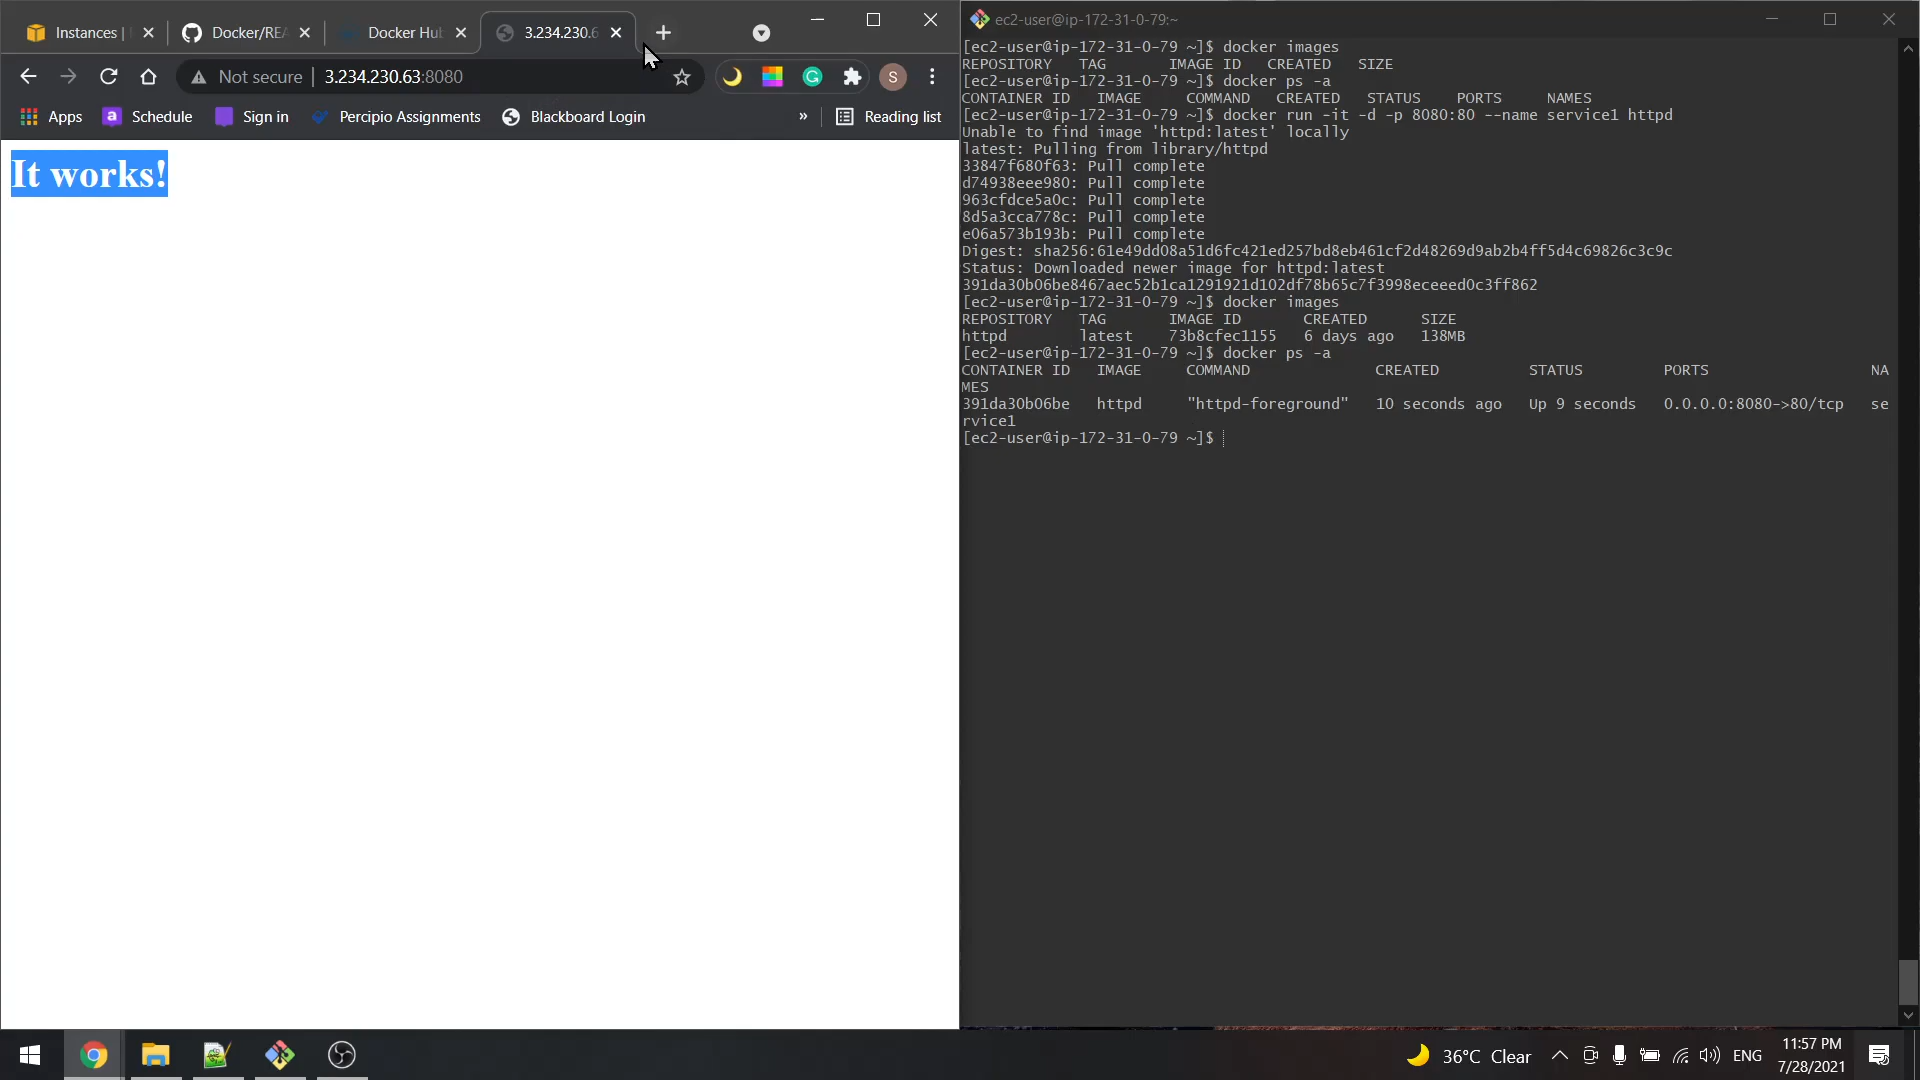 Instances |
Docker/REA
Docker Hu
3.234.230.6
Not secure
3.234.230.63:8080
S
Apps
Schedule
Sign in
Percipio Assignments
Blackboard Login
»
Reading list
It works!
ec2-user@ip-172-31-0-79:~
[ec2-user@ip-172-31-0-79 ~]$ docker images
REPOSITORY TAG IMAGE ID CREATED SIZE
[ec2-user@ip-172-31-0-79 ~]$ docker ps -a
CONTAINER ID IMAGE COMMAND CREATED STATUS PORTS NAMES
[ec2-user@ip-172-31-0-79 ~]$ docker run -it -d -p 8080:80 --name service1 httpd
Unable to find image 'httpd:latest' locally
latest: Pulling from library/httpd
33847f680f63: Pull complete
d74938eee980: Pull complete
963cfdce5a0c: Pull complete
8d5a3cca778c: Pull complete
e06a573b193b: Pull complete
Digest: sha256:61e49dd08a51d6fc421ed257bd8eb461cf2d48269d9ab2b4ff5d4c69826c3c9c
Status: Downloaded newer image for httpd:latest
391da30b06be8467aec52b1ca1291921d102df78b65c7f3998eceeed0c3ff862
[ec2-user@ip-172-31-0-79 ~]$ docker images
REPOSITORY TAG IMAGE ID CREATED SIZE
httpd latest 73b8cfec1155 6 days ago 138MB
[ec2-user@ip-172-31-0-79 ~]$ docker ps -a
CONTAINER ID IMAGE COMMAND CREATED STATUS PORTS NA
MES
391da30b06be httpd "httpd-foreground" 10 seconds ago Up 9 seconds 0.0.0.0:8080->80/tcp se
rvice1
[ec2-user@ip-172-31-0-79 ~]$
36°C Clear
ENG
11:57 PM
7/28/2021